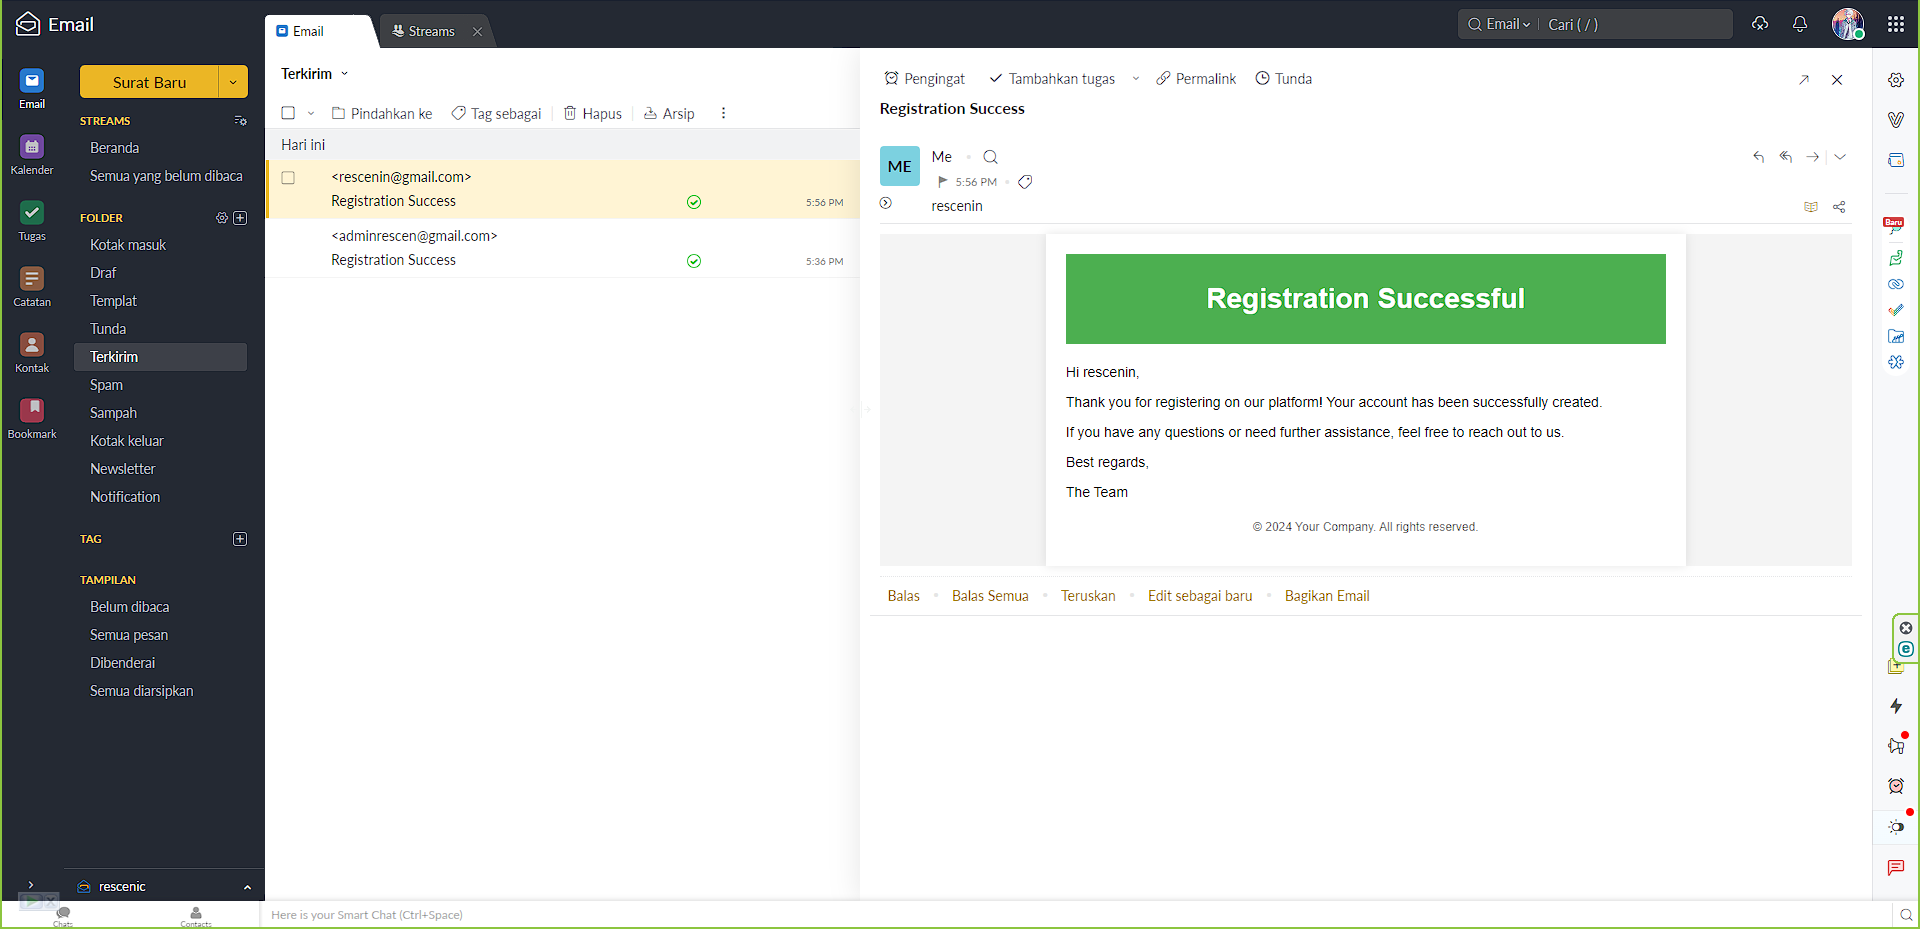 Email
Email
Streams
Email
Cari ( / )
Email
Kalender
Tugas
Catatan
Kontak
Bookmark
Surat Baru
STREAMS
Beranda
Semua yang belum dibaca
FOLDER
Kotak masuk
Draf
Templat
Tunda
Terkirim
Spam
Sampah
Kotak keluar
Newsletter
Notification
TAG
TAMPILAN
Belum dibaca
Semua pesan
Dibenderai
Semua diarsipkan
rescenic
Terkirim
Pindahkan ke
Tag sebagai
Hapus
Arsip
Hari ini
<rescenin@gmail.com>
Registration Success
5:56 PM
<adminrescen@gmail.com>
Registration Success
5:36 PM
Pengingat
Tambahkan tugas
Permalink
Tunda
Registration Success
ME
Me
5:56 PM
rescenin
Registration Successful
Hi rescenin,
Thank you for registering on our platform! Your account has been successfully created.
If you have any questions or need further assistance, feel free to reach out to us.
Best regards,
The Team
© 2024 Your Company. All rights reserved.
Balas
Balas Semua
Teruskan
Edit sebagai baru
Bagikan Email
Baru
Chats
Contacts
Here is your Smart Chat (Ctrl+Space)